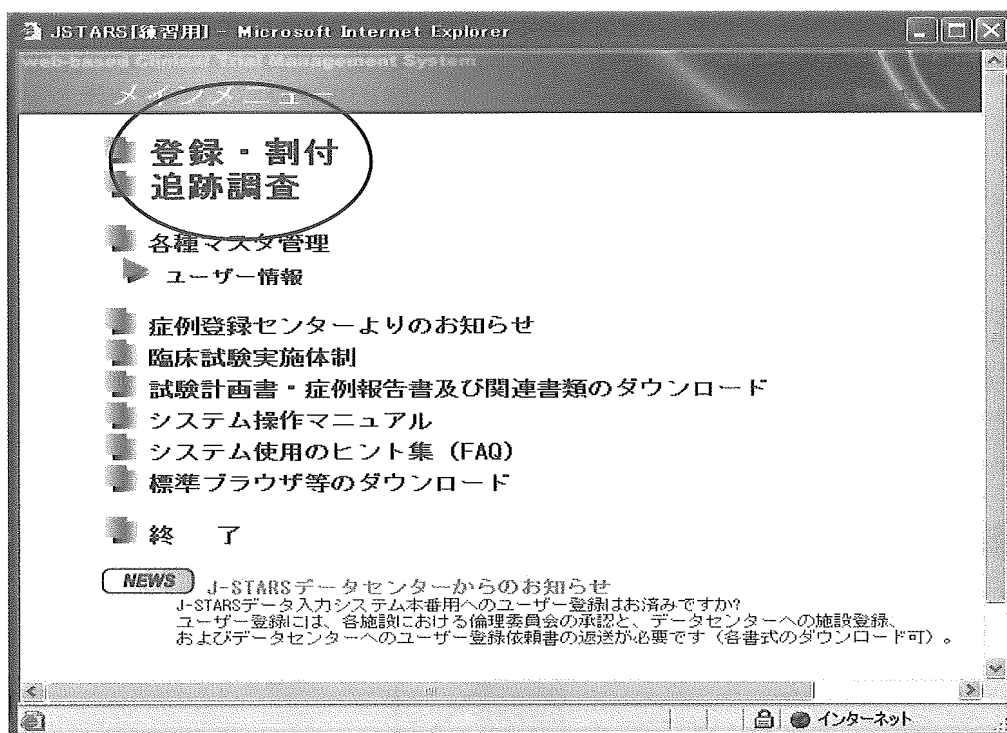 JSTARS[練習用] - Microsoft Internet Explorer
web-based Clinical Trial Management System
メインメニュー
登録・割付
追跡調査
各種マスタ管理
ユーザー情報
症例登録センターよりのお知らせ
臨床試験実施体制
試験計画書・症例報告書及び関連書類のダウンロード
システム操作マニュアル
システム使用のヒント集 (FAQ)
標準ブラウザ等のダウンロード
終 了
NEWS J-STARSデータセンターからのお知らせ
J-STARSデータ入力システム本番用へのユーザー登録はお済みですか?
ユーザー登録には、各施設における倫理委員会の承認と、データセンターへの施設登録、
およびデータセンターへのユーザー登録依頼書の返送が必要です（各書式のダウンロード可）。
インターネット